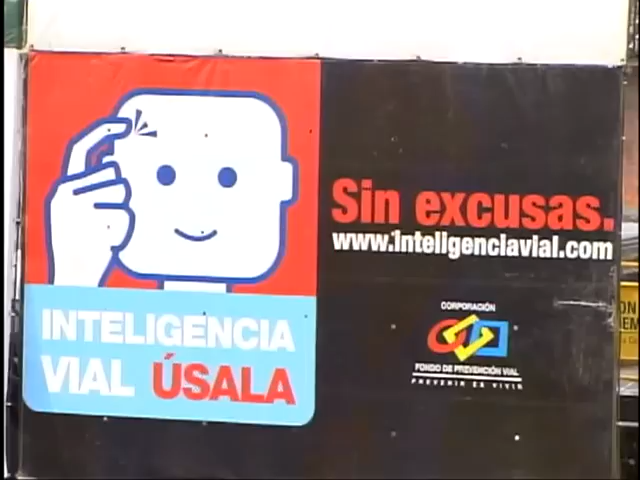 INTELIGENCIA
VIAL ÚSALA
Sin excusas.
www.inteligenciavial.com
CORPORACIÓN
FONDO DE PREVENCIÓN VIAL
PREVENIR ES VIVIR